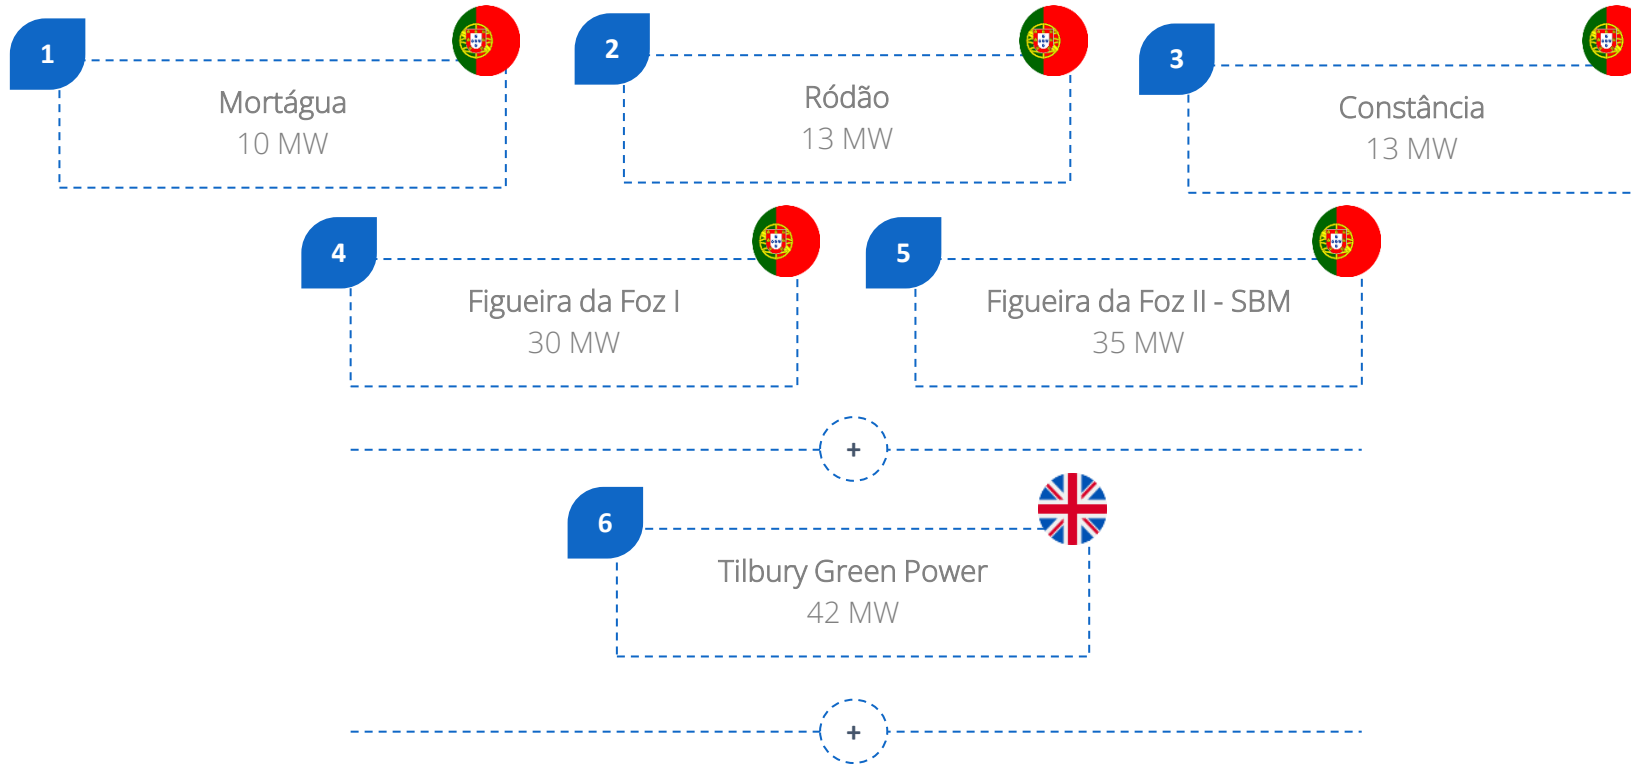 1
Mortágua
10 MW
2
Ródão
13 MW
3
Constância
13 MW
4
Figueira da Foz I
30 MW
5
Figueira da Foz II - SBM
35 MW
+
6
Tilbury Green Power
42 MW
+